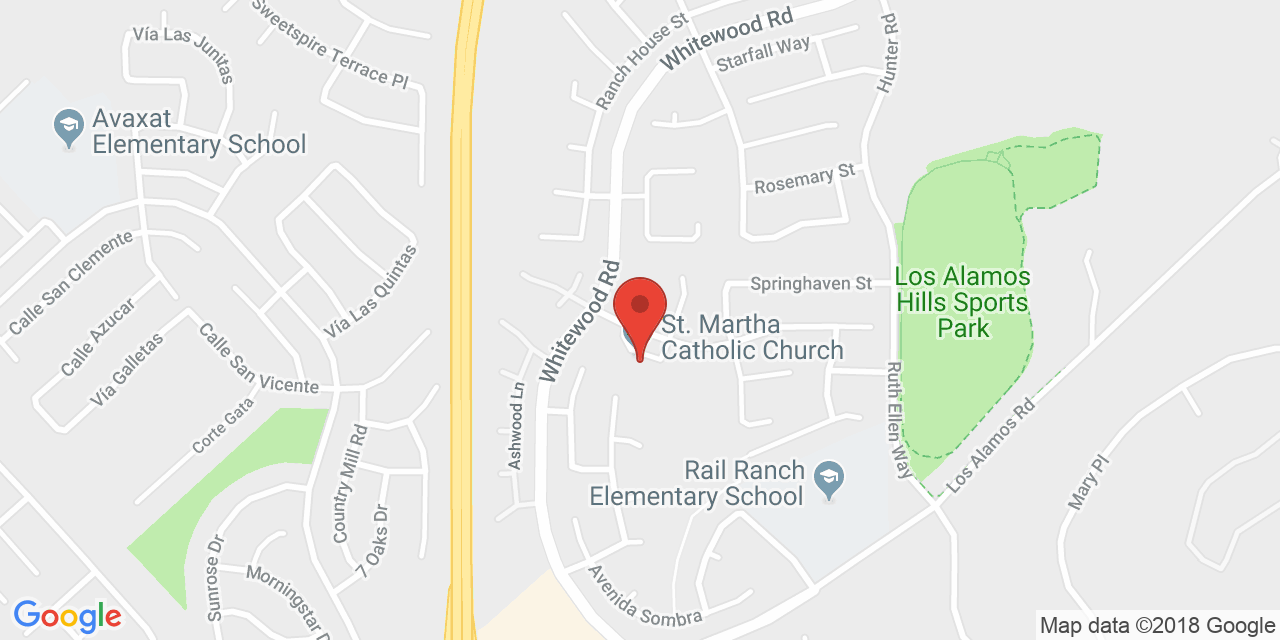 Sweetspire Terrace Pl
Vía Las Junitas
Ranch House St
Whitewood Rd
Starfall Way
Hunter Rd
Avaxat
Elementary School
Rosemary St
Calle San Clemente
Vía Las Quintas
Whitewood Rd
Springhaven St
Los Alamos
Hills Sports
Park
Calle Azucar
Vía Galletas
Calle San Vicente
St. Martha
Catholic Church
Corte Gata
Ashwood Ln
Ruth Ellen Way
Los Alamos Rd
Country Mill Rd
Rail Ranch
Elementary School
Mary Pl
7 Oaks Dr
Sunrose Dr
Morningstar D
Avenida Sombra
Google
Map data ©2018 Google